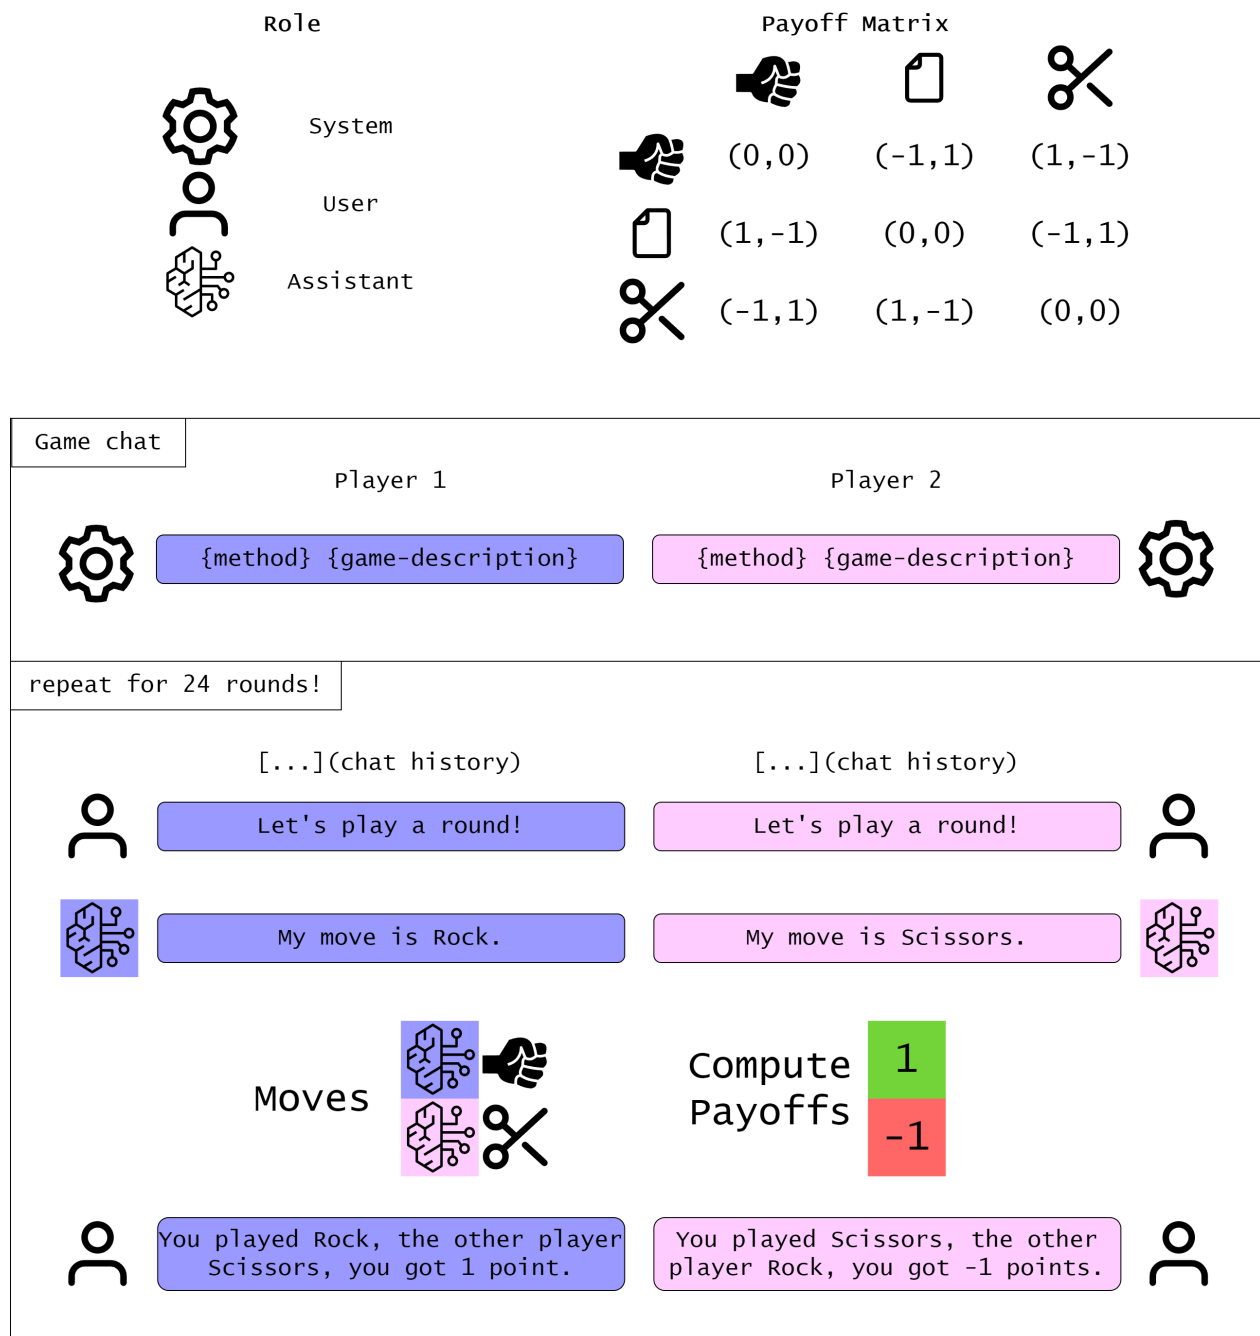 Role
Payoff Matrix
System
User
Assistant
(0,0) (-1,1) (1,-1)
(1,-1) (0,0) (-1,1)
(-1,1) (1,-1) (0,0)
Game chat
Player 1
Player 2
{method} {game-description}
{method} {game-description}
repeat for 24 rounds!
[...](chat history)
[...](chat history)
Let's play a round!
Let's play a round!
My move is Rock.
My move is Scissors.
Moves
Compute
Payoffs
1
-1
You played Rock, the other player
Scissors, you got 1 point.
You played Scissors, the other
player Rock, you got -1 points.